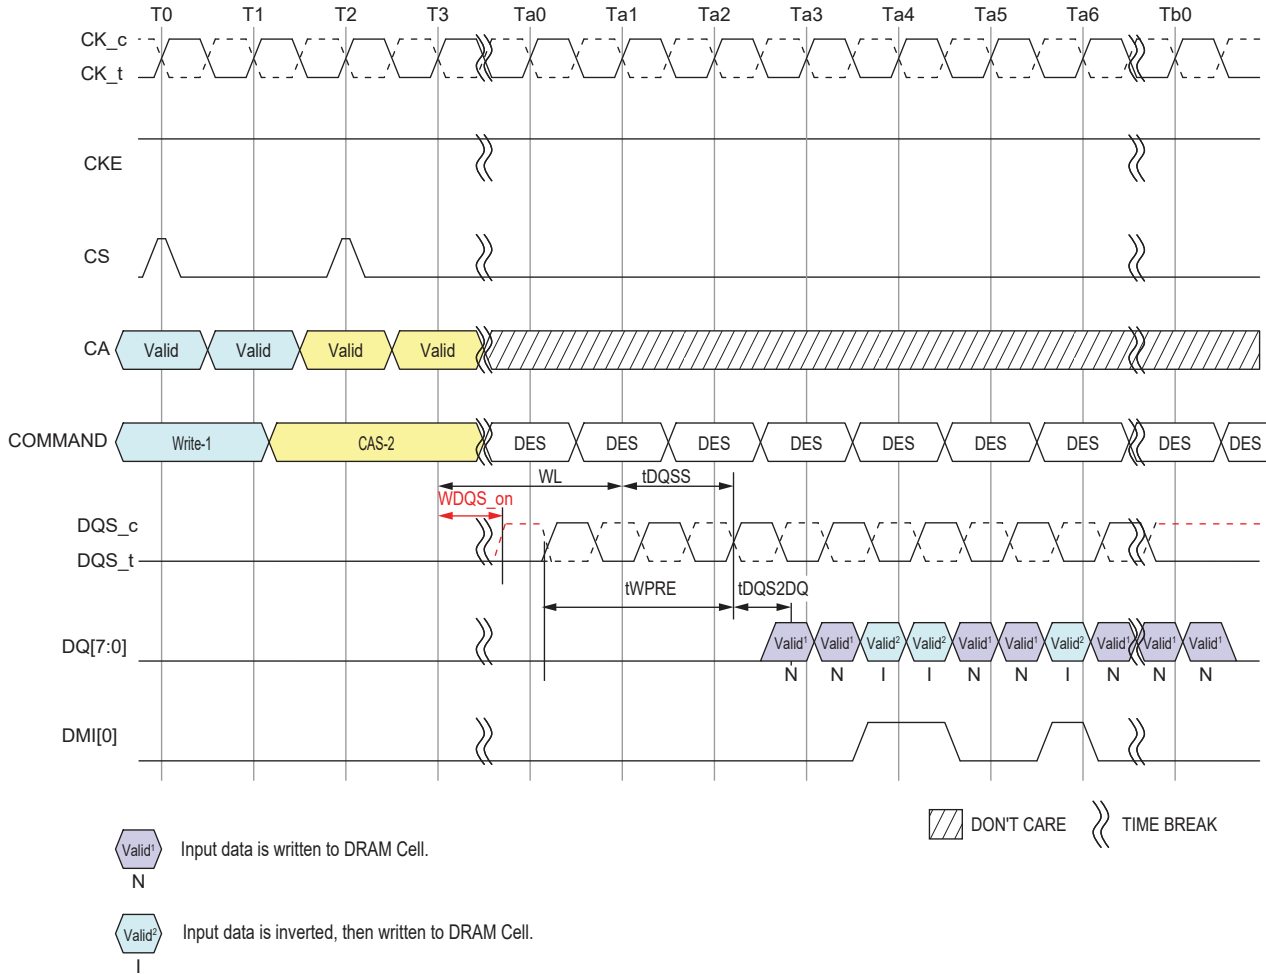 T0 T1 T2 T3 Ta0 Ta1 Ta2 Ta3 Ta4 Ta5 Ta6 Tb0
CK_c
CK_t
CKE
CS
CA Valid Valid Valid Valid
COMMAND Write-1 CAS-2 DES DES DES DES DES DES DES DES DES
WL tDQSS
WDQS_on
DQS_c
DQS_t
tWPRE tDQS2DQ
DQ[7:0] Valid¹ Valid¹ Valid² Valid² Valid¹ Valid¹ Valid² Valid¹ Valid¹ Valid¹
N N I I N N I N N N
DMI[0]
DON'T CARE TIME BREAK
Valid¹ Input data is written to DRAM Cell.
N
Valid² Input data is inverted, then written to DRAM Cell.
I